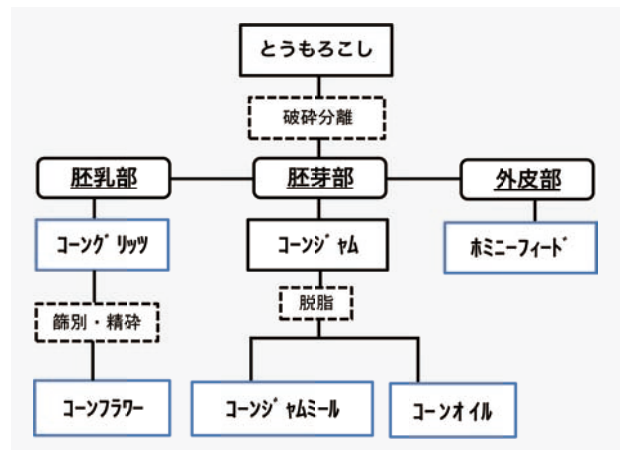 とうもろこし
破砕分離
胚乳部
胚芽部
外皮部
コーングリッツ
コーンジャム
ホミニーフィード
脱脂
篩別・精砕
コーンフラワー
コーンジャムミール
コーンオイル